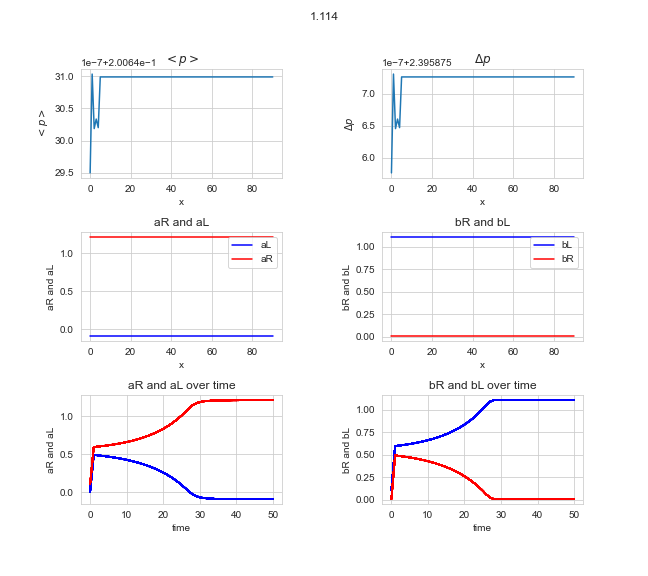 1.114
<p>
1e−7+2.0064e−1
31.0
30.5
30.0
29.5
<p>
0 20 40 60 80
x
Δp
1e−7+2.395875
7.0
6.5
6.0
Δp
0 20 40 60 80
x
aR and aL
1.0
0.5
0.0
aR and aL
aL
aR
0 20 40 60 80
x
bR and bL
1.00
0.75
0.50
0.25
0.00
bR and bL
bL
bR
0 20 40 60 80
x
aR and aL over time
1.0
0.5
0.0
aR and aL
0 10 20 30 40 50
time
bR and bL over time
1.00
0.75
0.50
0.25
0.00
bR and bL
0 10 20 30 40 50
time